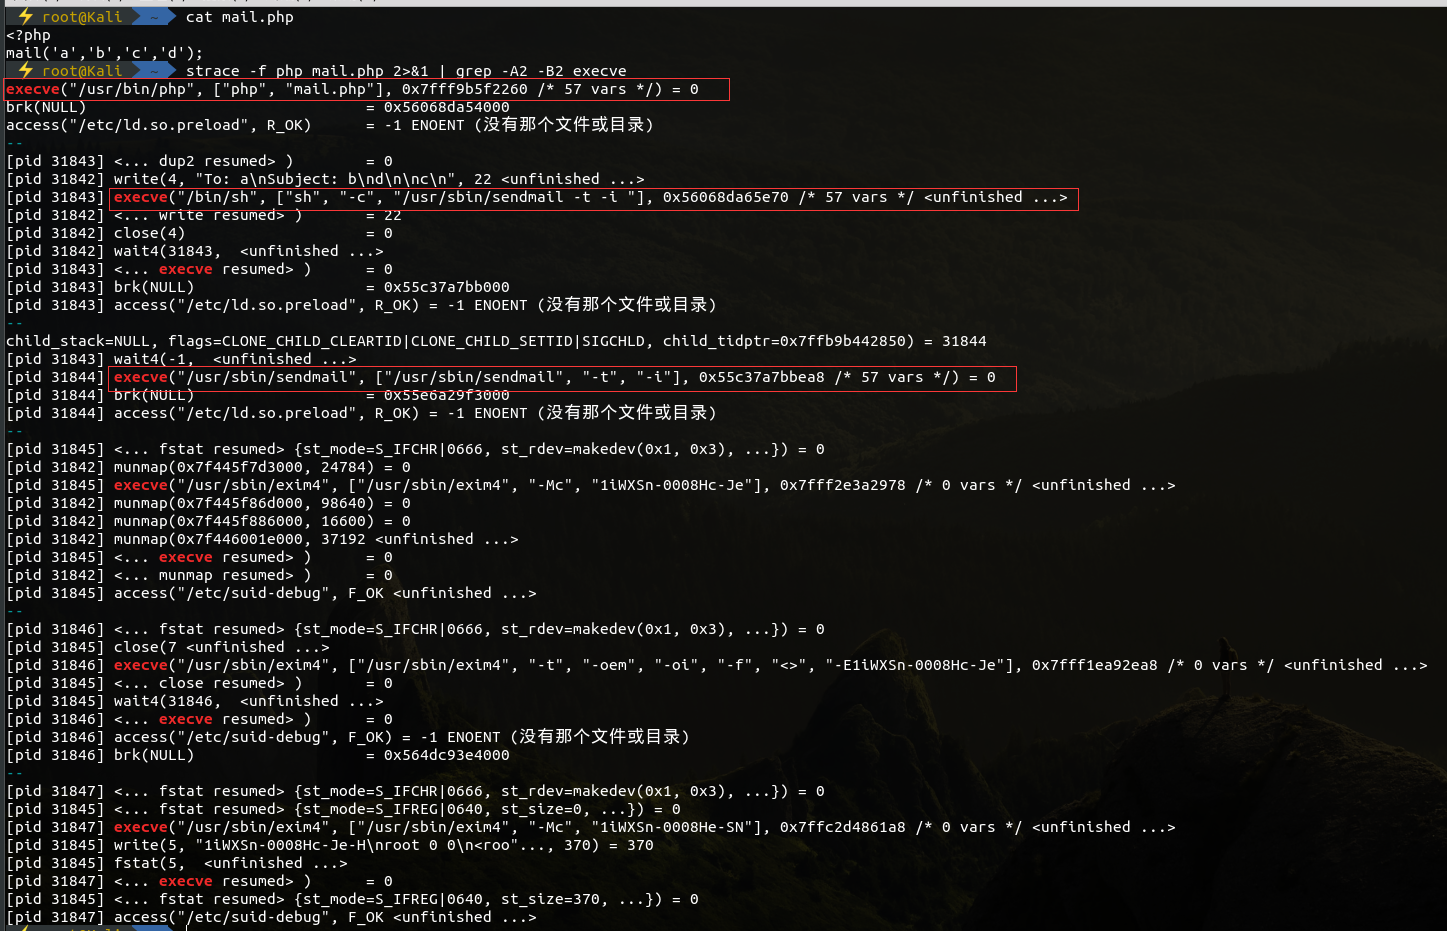 ⚡ root@Kali ~ cat mail.php
<?php
mail('a','b','c','d');
⚡ root@Kali ~ strace -f php mail.php 2>&1 | grep -A2 -B2 execve
execve("/usr/bin/php", ["php", "mail.php"], 0x7fff9b5f2260 /* 57 vars */) = 0
brk(NULL)                               = 0x56068da54000
access("/etc/ld.so.preload", R_OK)      = -1 ENOENT (没有那个文件或目录)
--
[pid 31843] <... dup2 resumed> )        = 0
[pid 31842] write(4, "To: a\nSubject: b\nd\n\nc\n", 22 <unfinished ...>
[pid 31843] execve("/bin/sh", ["sh", "-c", "/usr/sbin/sendmail -t -i "], 0x56068da65e70 /* 57 vars */ <unfinished ...>
[pid 31842] <... write resumed> )       = 22
[pid 31842] close(4)                    = 0
[pid 31842] wait4(31843,  <unfinished ...>
[pid 31843] <... execve resumed> )      = 0
[pid 31843] brk(NULL)                   = 0x55c37a7bb000
[pid 31843] access("/etc/ld.so.preload", R_OK) = -1 ENOENT (没有那个文件或目录)
--
child_stack=NULL, flags=CLONE_CHILD_CLEARTID|CLONE_CHILD_SETTID|SIGCHLD, child_tidptr=0x7ffb9b442850) = 31844
[pid 31843] wait4(-1,  <unfinished ...>
[pid 31844] execve("/usr/sbin/sendmail", ["/usr/sbin/sendmail", "-t", "-i"], 0x55c37a7bbea8 /* 57 vars */) = 0
[pid 31844] brk(NULL)                   = 0x55e6a29f3000
[pid 31844] access("/etc/ld.so.preload", R_OK) = -1 ENOENT (没有那个文件或目录)
--
[pid 31845] <... fstat resumed> {st_mode=S_IFCHR|0666, st_rdev=makedev(0x1, 0x3), ...}) = 0
[pid 31842] munmap(0x7f445f7d3000, 24784) = 0
[pid 31845] execve("/usr/sbin/exim4", ["/usr/sbin/exim4", "-Mc", "1iWXSn-0008Hc-Je"], 0x7fff2e3a2978 /* 0 vars */ <unfinished ...>
[pid 31842] munmap(0x7f445f86d000, 98640) = 0
[pid 31842] munmap(0x7f445f886000, 16600) = 0
[pid 31842] munmap(0x7f446001e000, 37192 <unfinished ...>
[pid 31845] <... execve resumed> )      = 0
[pid 31842] <... munmap resumed> )      = 0
[pid 31845] access("/etc/suid-debug", F_OK <unfinished ...>
--
[pid 31846] <... fstat resumed> {st_mode=S_IFCHR|0666, st_rdev=makedev(0x1, 0x3), ...}) = 0
[pid 31845] close(7 <unfinished ...>
[pid 31846] execve("/usr/sbin/exim4", ["/usr/sbin/exim4", "-t", "-oem", "-oi", "-f", "<>", "-E1iWXSn-0008Hc-Je"], 0x7fff1ea92ea8 /* 0 vars */ <unfinished ...>
[pid 31845] <... close resumed> )       = 0
[pid 31845] wait4(31846,  <unfinished ...>
[pid 31846] <... execve resumed> )      = 0
[pid 31846] access("/etc/suid-debug", F_OK) = -1 ENOENT (没有那个文件或目录)
[pid 31846] brk(NULL)                   = 0x564dc93e4000
--
[pid 31847] <... fstat resumed> {st_mode=S_IFCHR|0666, st_rdev=makedev(0x1, 0x3), ...}) = 0
[pid 31845] <... fstat resumed> {st_mode=S_IFREG|0640, st_size=0, ...}) = 0
[pid 31847] execve("/usr/sbin/exim4", ["/usr/sbin/exim4", "-Mc", "1iWXSn-0008He-SN"], 0x7ffc2d4861a8 /* 0 vars */ <unfinished ...>
[pid 31845] write(5, "1iWXSn-0008Hc-Je-H\nroot 0 0\n<roo"..., 370) = 370
[pid 31845] fstat(5,  <unfinished ...>
[pid 31847] <... execve resumed> )      = 0
[pid 31845] <... fstat resumed> {st_mode=S_IFREG|0640, st_size=370, ...}) = 0
[pid 31847] access("/etc/suid-debug", F_OK <unfinished ...>